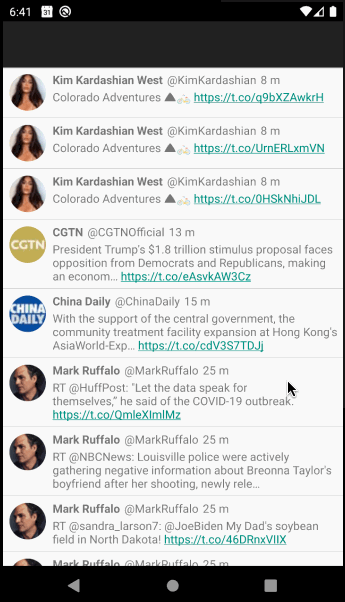 6:41 31
Kim Kardashian West @KimKardashian 8 m
Colorado Adventures https://t.co/q9bXZAwkrH
Kim Kardashian West @KimKardashian 8 m
Colorado Adventures https://t.co/UrnERLxmVN
Kim Kardashian West @KimKardashian 8 m
Colorado Adventures https://t.co/0HSkNhiJDL
CGTN
CGTN @CGTNOfficial 13 m
President Trump's $1.8 trillion stimulus proposal faces
opposition from Democrats and Republicans, making
an econom... https://t.co/eAsvkAW3Cz
CHINA
DAILY
China Daily @ChinaDaily 15 m
With the support of the central government, the
community treatment facility expansion at Hong Kong's
AsiaWorld-Exp... https://t.co/cdV3S7TDJj
Mark Ruffalo @MarkRuffalo 25 m
RT @HuffPost: "Let the data speak for
themselves,” he said of the COVID-19 outbreak.
https://t.co/QmleXImlMz
Mark Ruffalo @MarkRuffalo 25 m
RT @NBCNews: Louisville police were actively
gathering negative information about Breonna Taylor's
boyfriend after her shooting, newly rele...
Mark Ruffalo @MarkRuffalo 25 m
RT @sandra_larson7: @JoeBiden My Dad's soybean
field in North Dakota! https://t.co/46DRnxVIIX
Mark Ruffalo @MarkRuffalo 25 m